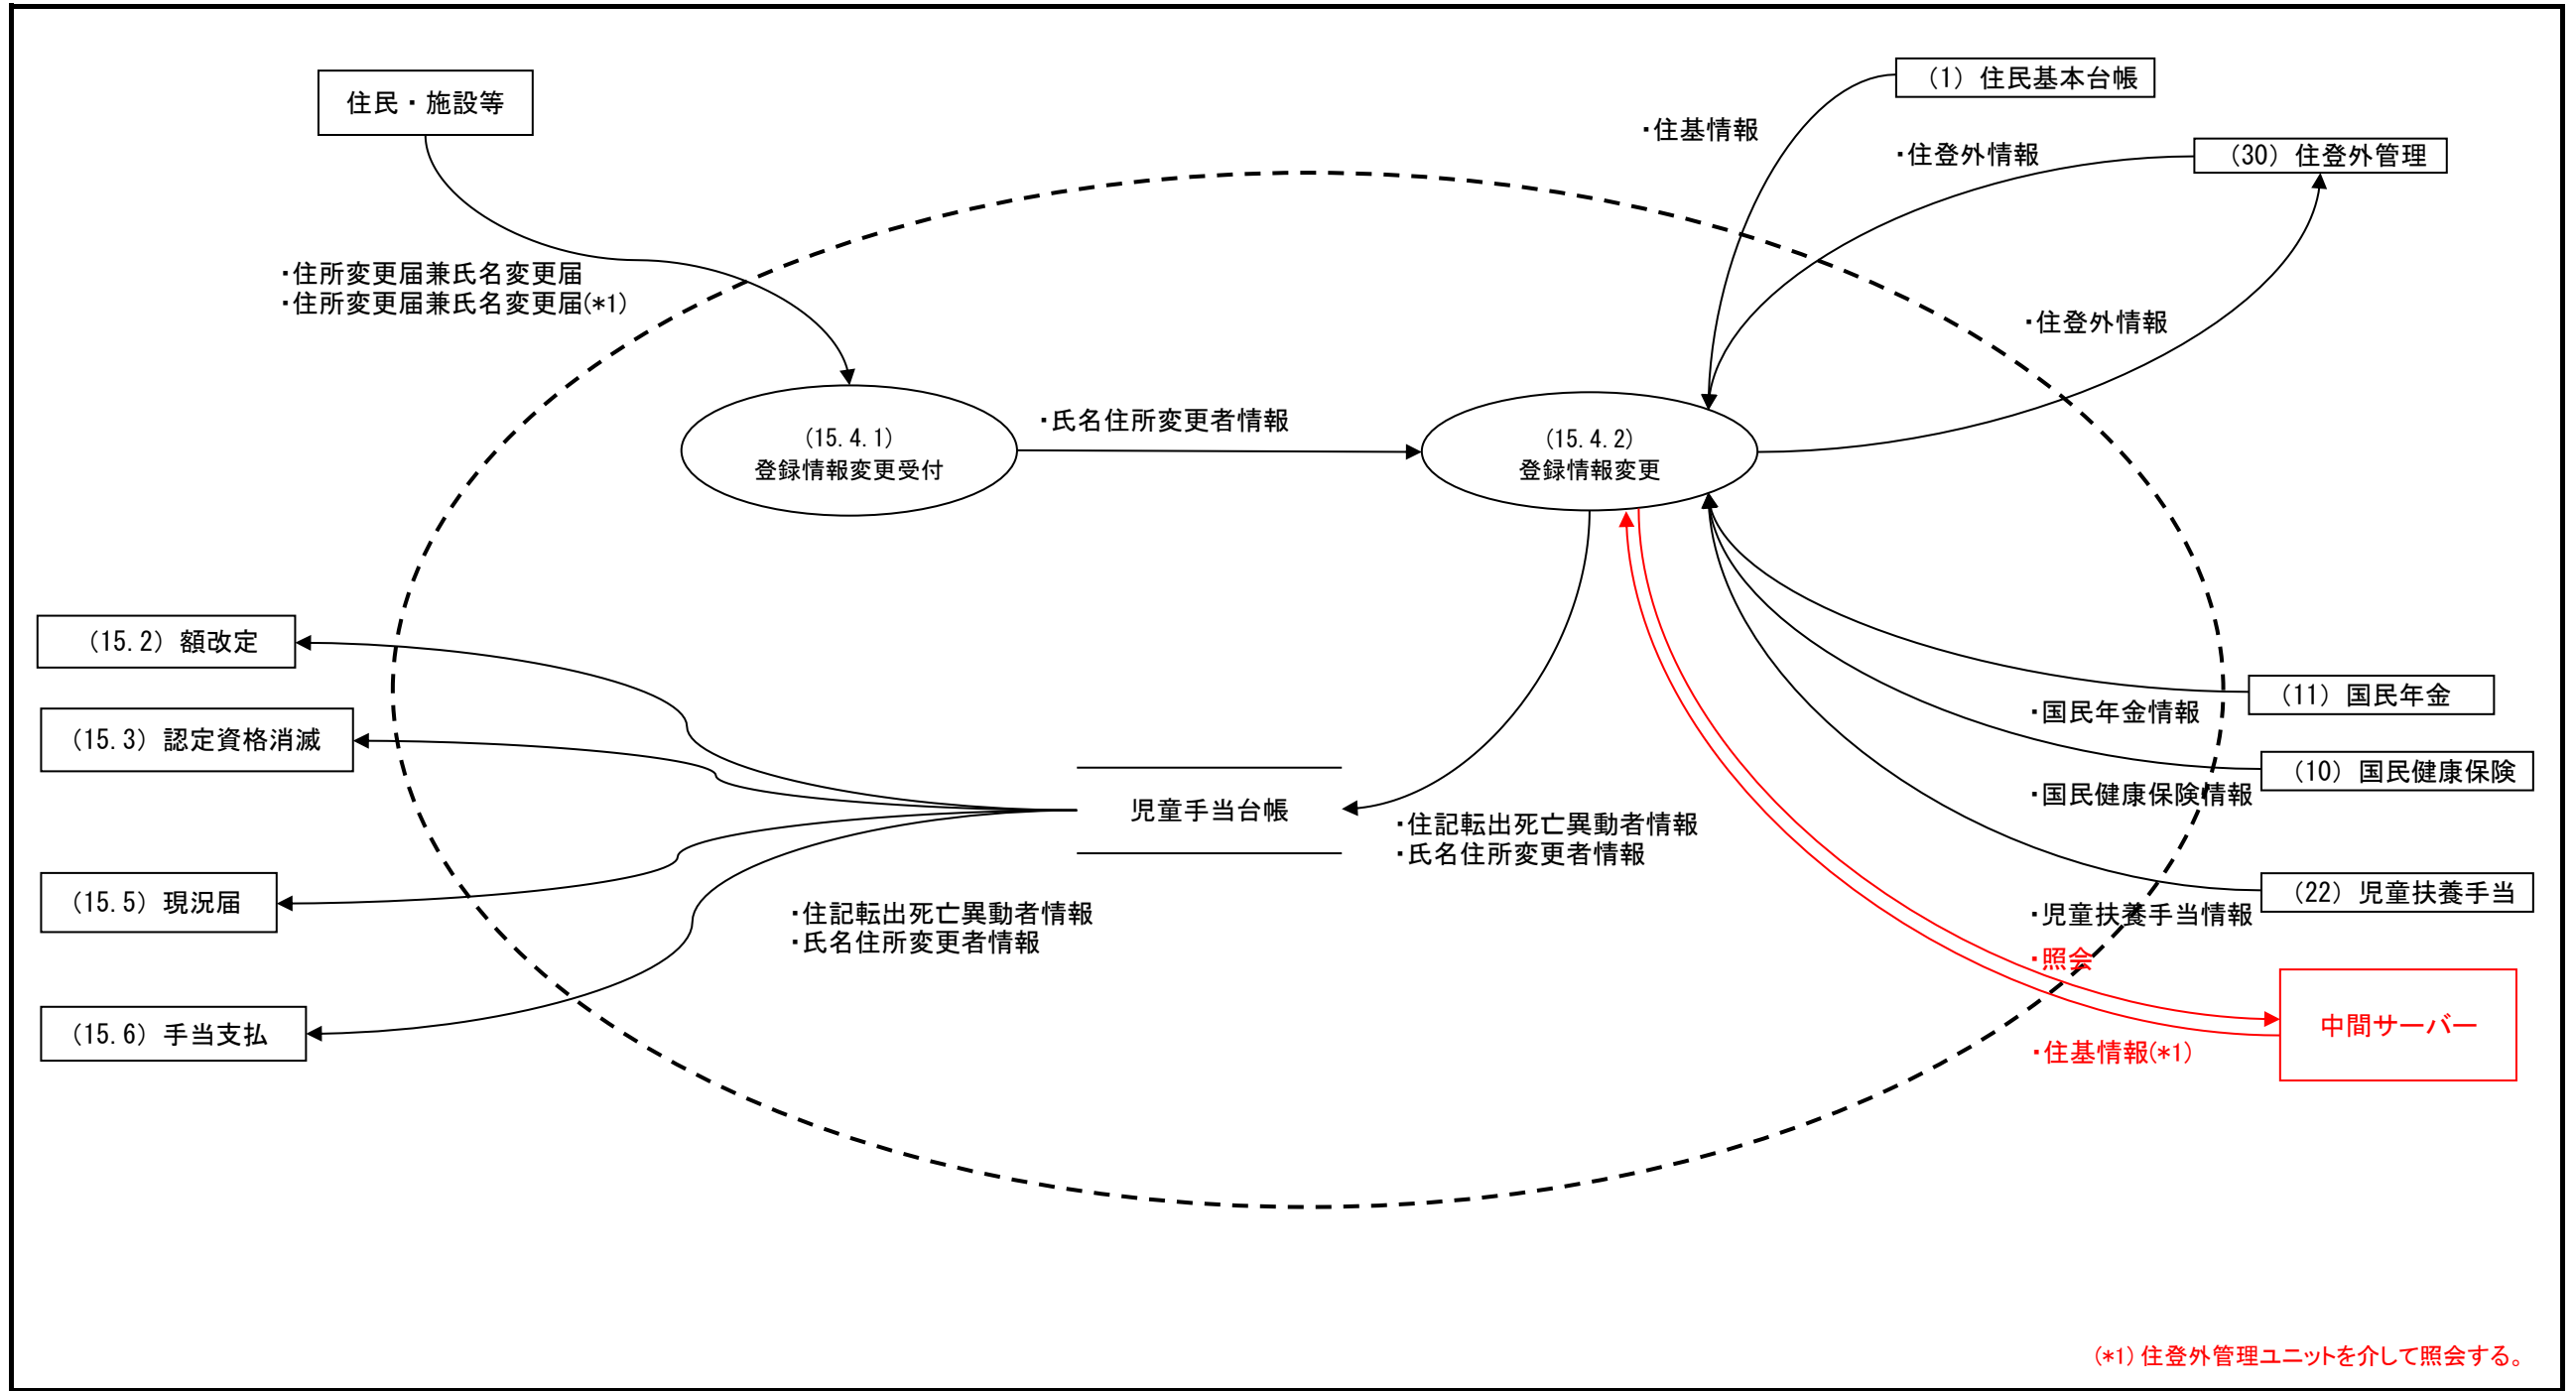 住民・施設等
(1) 住民基本台帳
・住基情報
・住登外情報
(30) 住登外管理
・住所変更届兼氏名変更届
・住所変更届兼氏名変更届(*1)
・住登外情報
(15.4.1)
登録情報変更受付
・氏名住所変更者情報
(15.4.2)
登録情報変更
(15.2) 額改定
(15.3) 認定資格消滅
(15.5) 現況届
(15.6) 手当支払
児童手当台帳
・住記転出死亡異動者情報
・氏名住所変更者情報
・住記転出死亡異動者情報
・氏名住所変更者情報
(11) 国民年金
・国民年金情報
(10) 国民健康保険
・国民健康保険情報
(22) 児童扶養手当
・児童扶養手当情報
・照会
中間サーバー
・住基情報(*1)
(*1) 住登外管理ユニットを介して照会する。